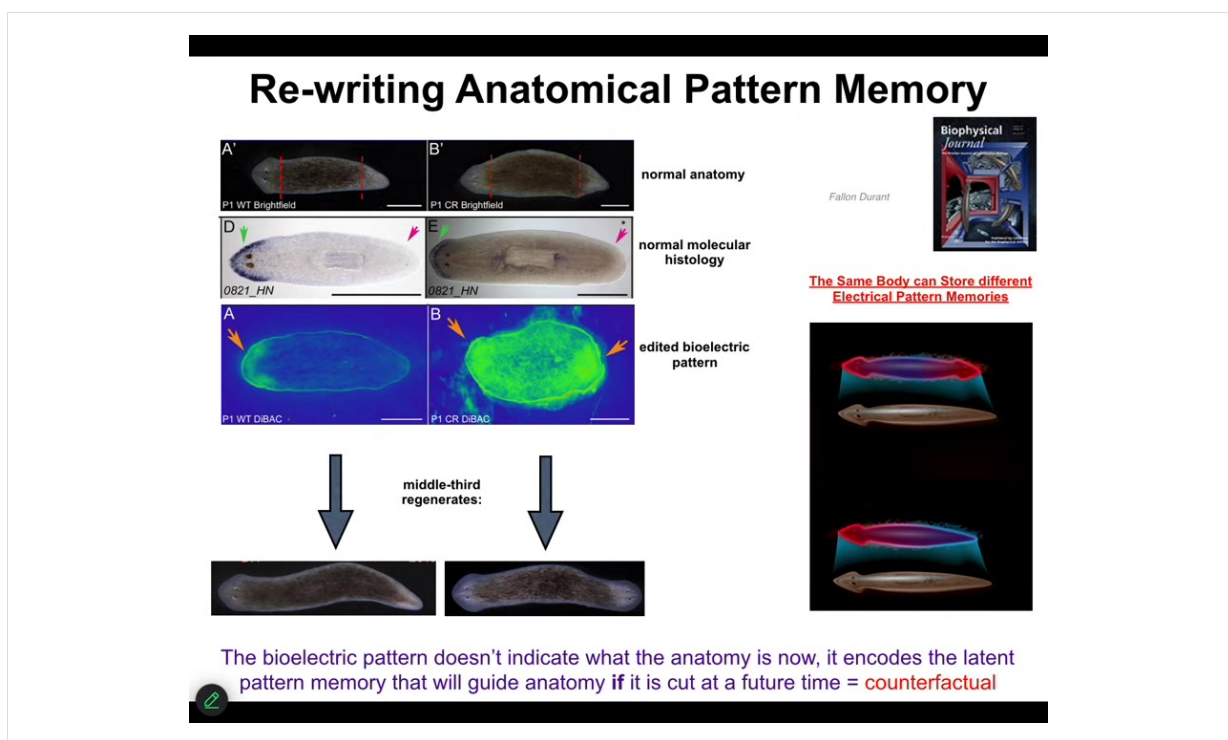 Re-writing Anatomical Pattern Memory
A'
P1 WT Brightfield
B'
P1 CR Brightfield
normal anatomy
D
0821_HN
E
*
0821_HN
normal molecular
histology
A
P1 WT DiBAC
B
P1 CR DiBAC
edited bioelectric
pattern
middle-third
regenerates:
Fallon Durant
Biophysical
Journal
The Same Body can Store different
Electrical Pattern Memories
The bioelectric pattern doesn't indicate what the anatomy is now, it encodes the latent
pattern memory that will guide anatomy if it is cut at a future time = counterfactual